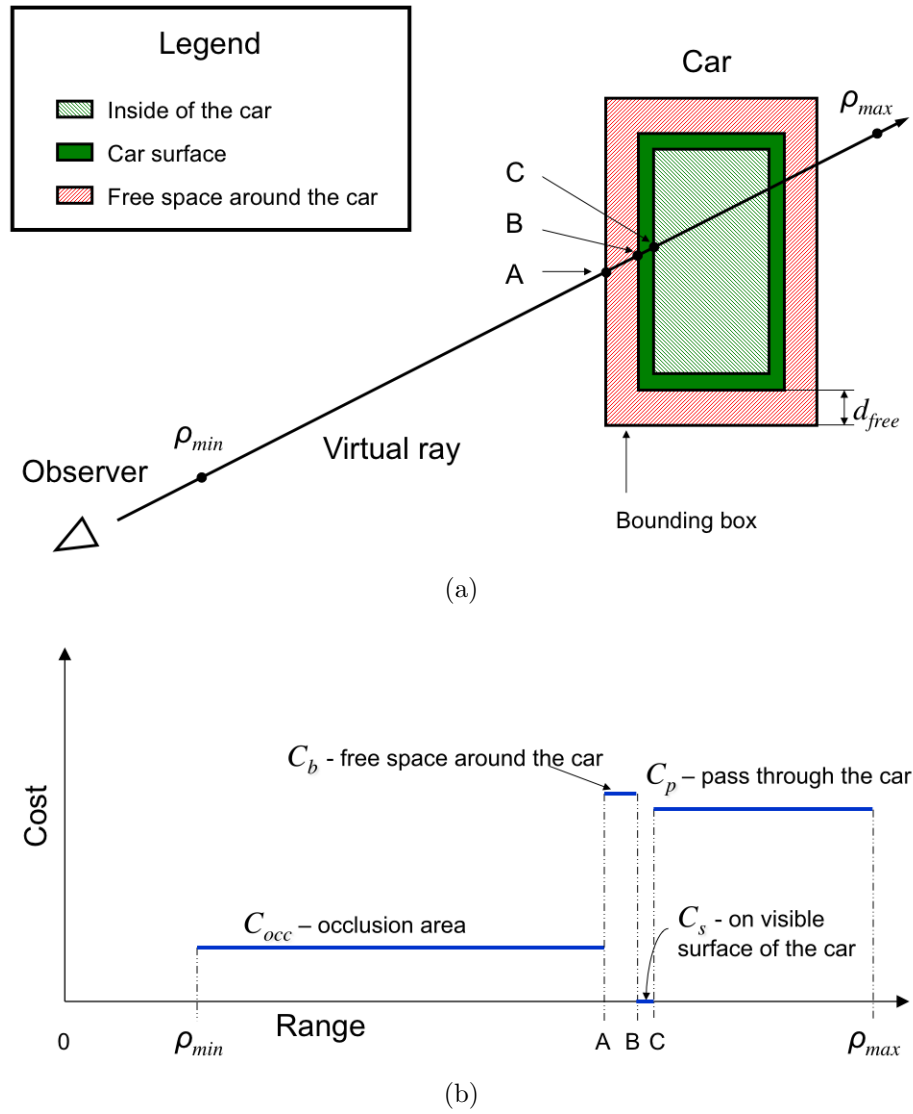 Legend
Inside of the car
Car surface
Free space around the car
Car
ρmax
C
B
A
dfree
ρmin
Virtual ray
Observer
Bounding box
(a)
Cb - free space around the car
Cp – pass through the car
Cost
Cocc – occlusion area
Cs - on visible
surface of the car
0
ρmin
Range
A
B
C
ρmax
(b)